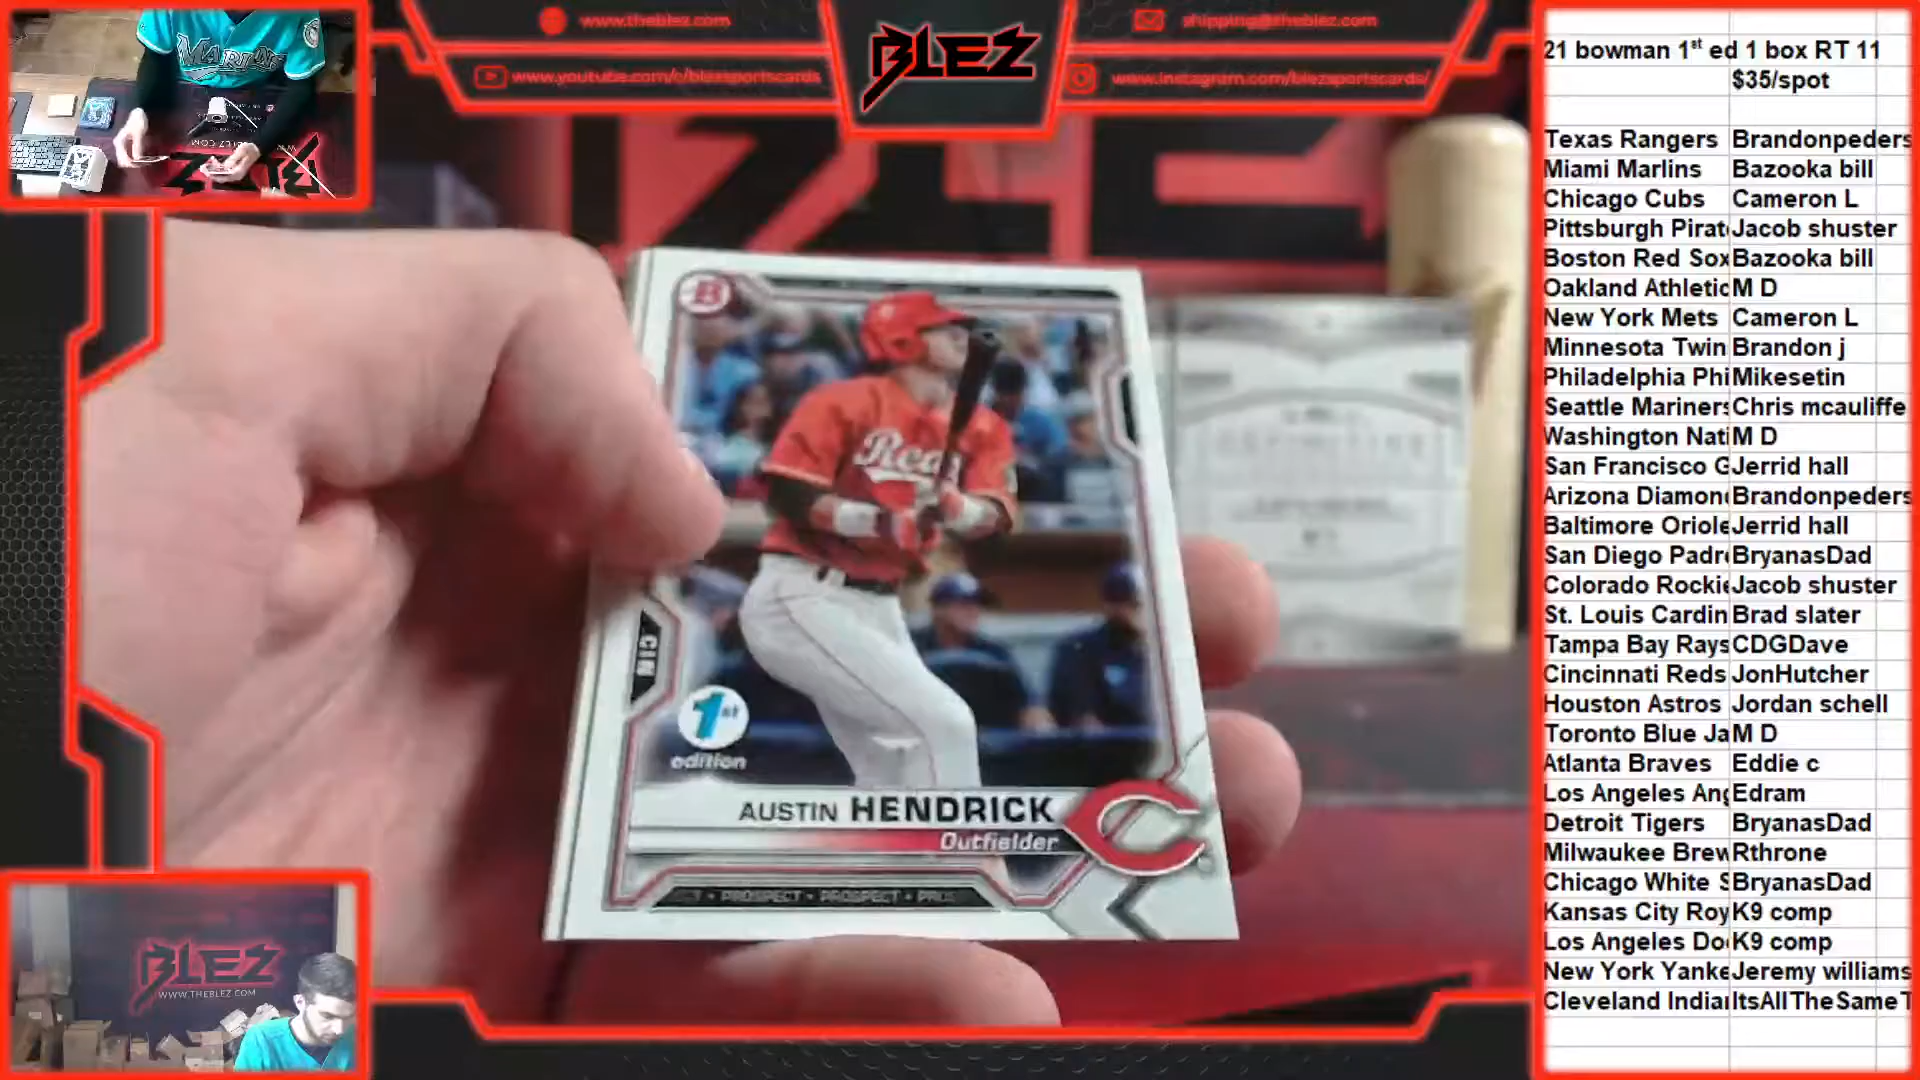 www.theblez.com
shipping@theblez.com
www.youtube.com/c/blezsportscards
BLEZ
www.instagram.com/blezsportscards/
MARLINS
21 bowman 1st ed 1 box RT 11
$35/spot
Texas Rangers Brandonpeders
Miami Marlins Bazooka bill
Chicago Cubs Cameron L
Pittsburgh Pirat Jacob shuster
Boston Red Sox Bazooka bill
Oakland Athletic M D
New York Mets Cameron L
Minnesota Twin Brandon j
Philadelphia Phi Mikesetin
Seattle Mariners Chris mcauliffe
Washington Nati M D
San Francisco G Jerrid hall
Arizona Diamond Brandonpeders
Baltimore Oriole Jerrid hall
San Diego Padre BryanasDad
Colorado Rockie Jacob shuster
St. Louis Cardin Brad slater
Tampa Bay Rays CDGDave
Cincinnati Reds JonHutcher
Houston Astros Jordan schell
Toronto Blue Ja M D
Atlanta Braves Eddie c
Los Angeles Ang Edram
Detroit Tigers BryanasDad
Milwaukee Brew Rthrone
Chicago White S BryanasDad
Kansas City Roy K9 comp
Los Angeles Do K9 comp
New York Yanke Jeremy williams
Cleveland India ItsAllTheSameT
B
Reds
CIN
1st
edition
AUSTIN HENDRICK
Outfielder
PROSPECT • PROSPECT
C
BLEZ
WWW.THEBLEZ.COM